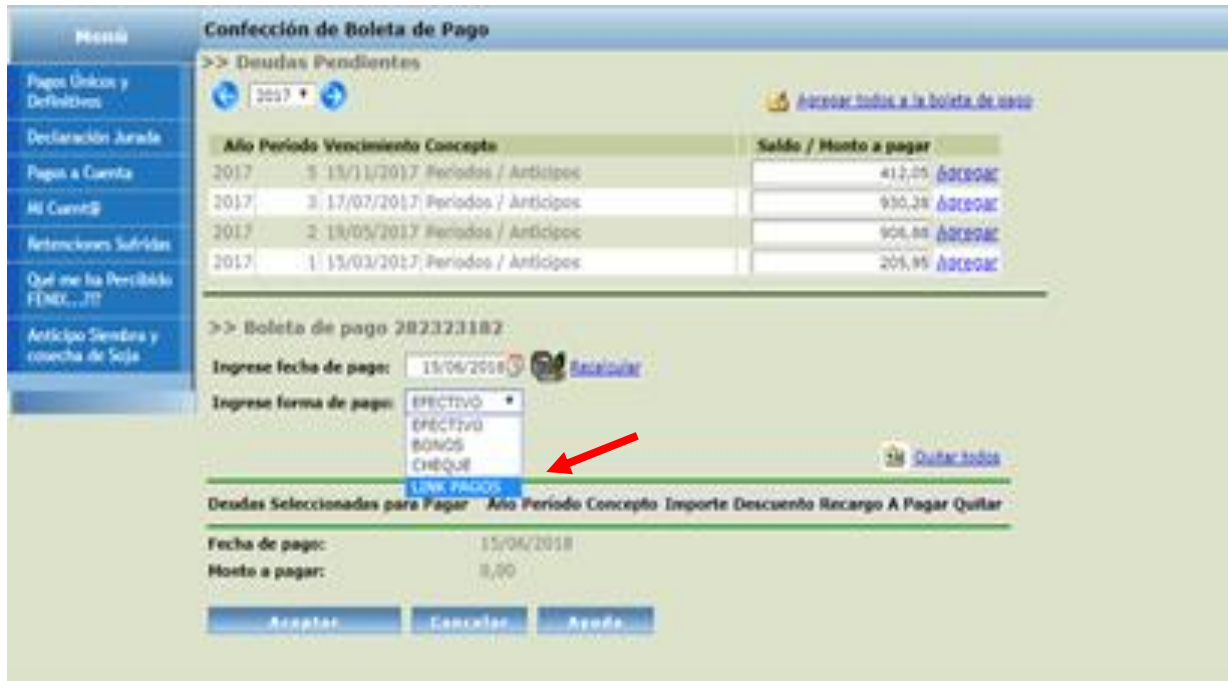 Menú
Pagos Únicos y
Definitivos
Declaración Jurada
Pagos a Cuenta
Mi Cuent@
Retenciones Sufridas
Qué me ha Percibido
FENIX...?!?
Anticipo Siembra y
cosecha de Soja
Confección de Boleta de Pago
>> Deudas Pendientes
2017
Agregar todos a la boleta de pago
Año Periodo Vencimiento Concepto Saldo / Monto a pagar
2017 5 15/11/2017 Periodos / Anticipos 412,05 Agregar
2017 3 17/07/2017 Periodos / Anticipos 930,28 Agregar
2017 2 19/05/2017 Periodos / Anticipos Agregar
2017 1 15/03/2017 Periodos / Anticipos 205,95 Agregar
>> Boleta de pago 282323182
Ingrese fecha de pago: 15/06/2018 Recalcular
Ingrese forma de pago: EFECTIVO
EFECTIVO
BONOS
CHEQUE
LINK PAGOS
Quitar todos
Deudas Seleccionadas para Pagar Año Período Concepto Importe Descuento Recargo A Pagar Quitar
Fecha de pago: 15/06/2018
Monto a pagar: 0,00
Aceptar Cancelar Ayuda